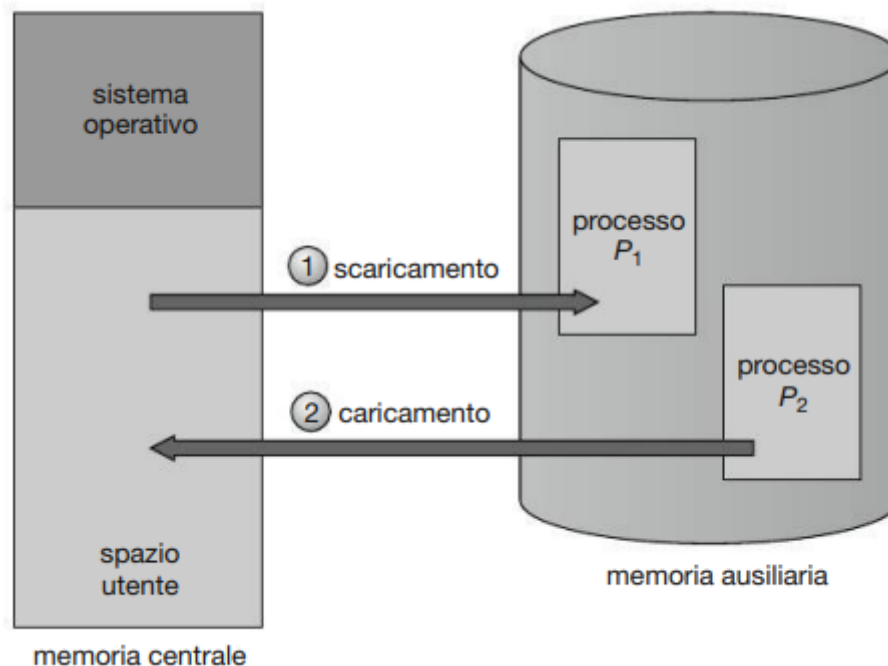 sistema
operativo
processo
P1
1 scaricamento
processo
P2
2 caricamento
spazio
utente
memoria ausiliaria
memoria centrale